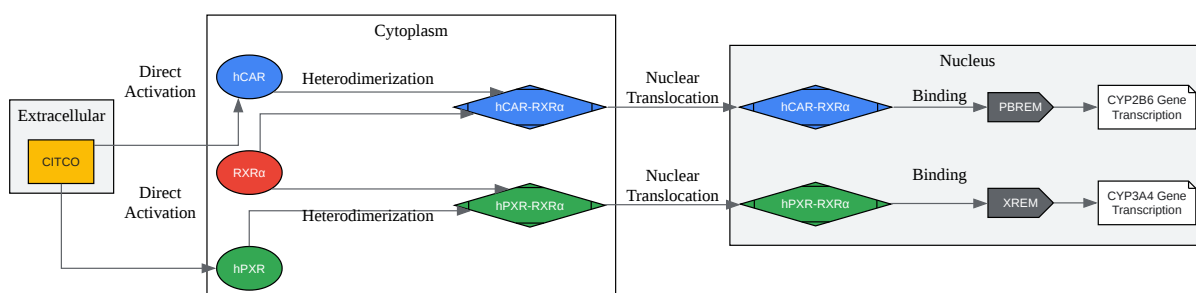 Cytoplasm
Nucleus
Extracellular
CITCO
Direct
Activation
Direct
Activation
hCAR
RXRα
hPXR
Heterodimerization
Heterodimerization
hCAR-RXRα
hPXR-RXRα
Nuclear
Translocation
Nuclear
Translocation
hCAR-RXRα
Binding
PBREM
CYP2B6 Gene
Transcription
hPXR-RXRα
Binding
XREM
CYP3A4 Gene
Transcription